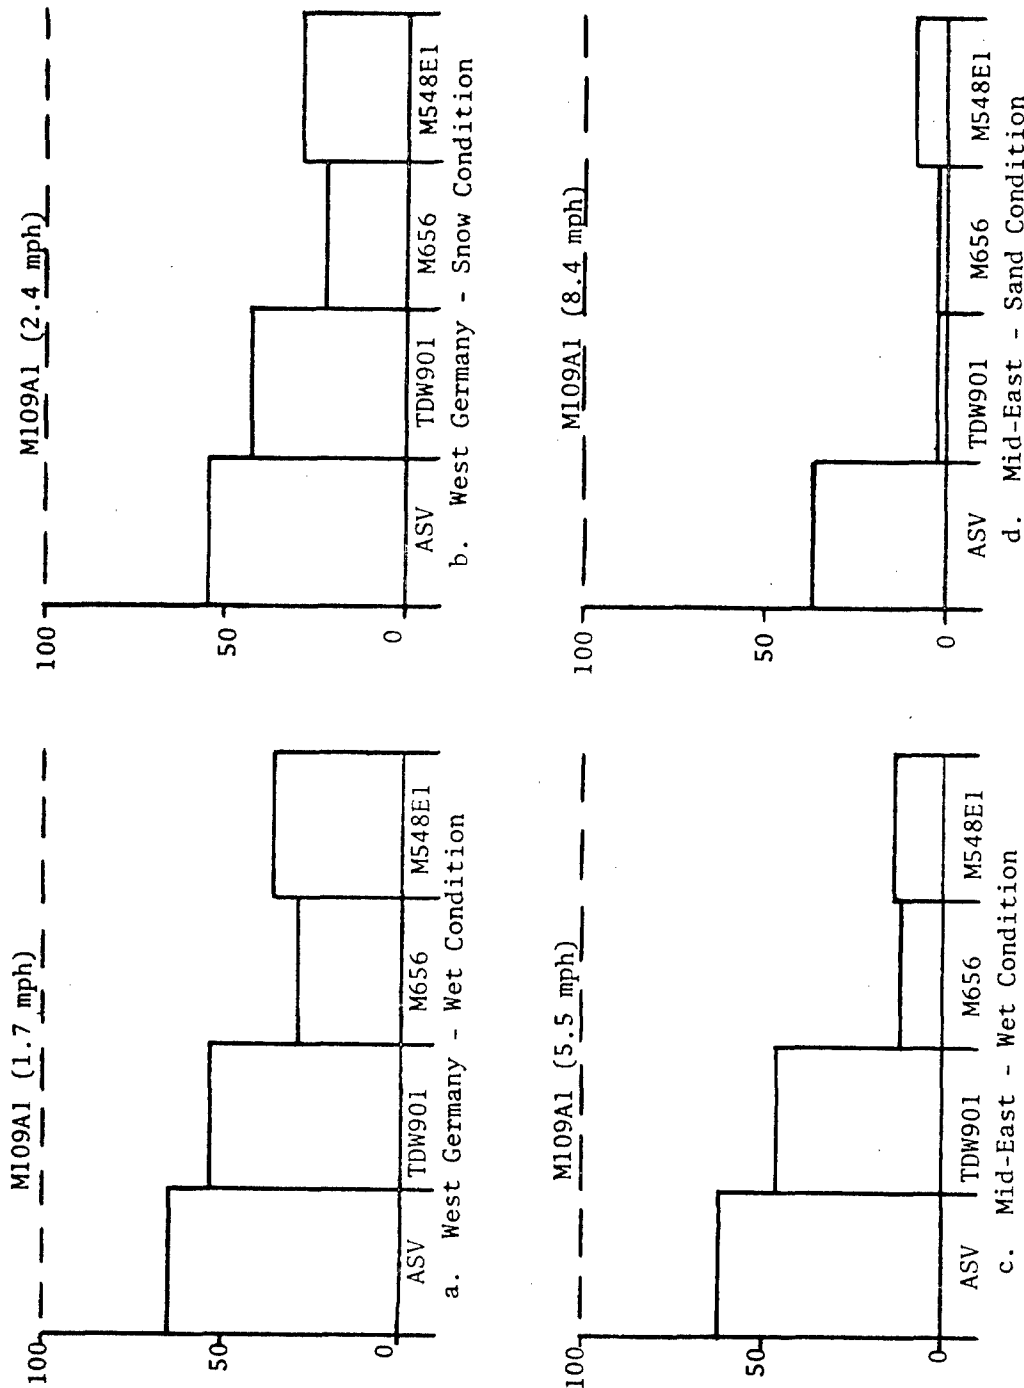 M109A1 (1.7 mph)
100
50
0
ASV TDW901 M656 M548E1
a. West Germany - Wet Condition
M109A1 (2.4 mph)
100
50
0
ASV TDW901 M656 M548E1
b. West Germany - Snow Condition
M109A1 (5.5 mph)
100
50
0
ASV TDW901 M656 M548E1
c. Mid-East - Wet Condition
M109A1 (8.4 mph)
100
50
0
ASV TDW901 M656 M548E1
d. Mid-East - Sand Condition